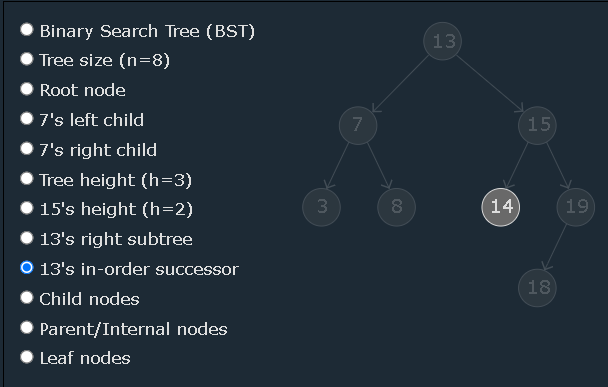 Binary Search Tree (BST)
Tree size (n=8)
Root node
7's left child
7's right child
Tree height (h=3)
15's height (h=2)
13's right subtree
13's in-order successor
Child nodes
Parent/Internal nodes
Leaf nodes
13
7
15
3
8
14
19
18